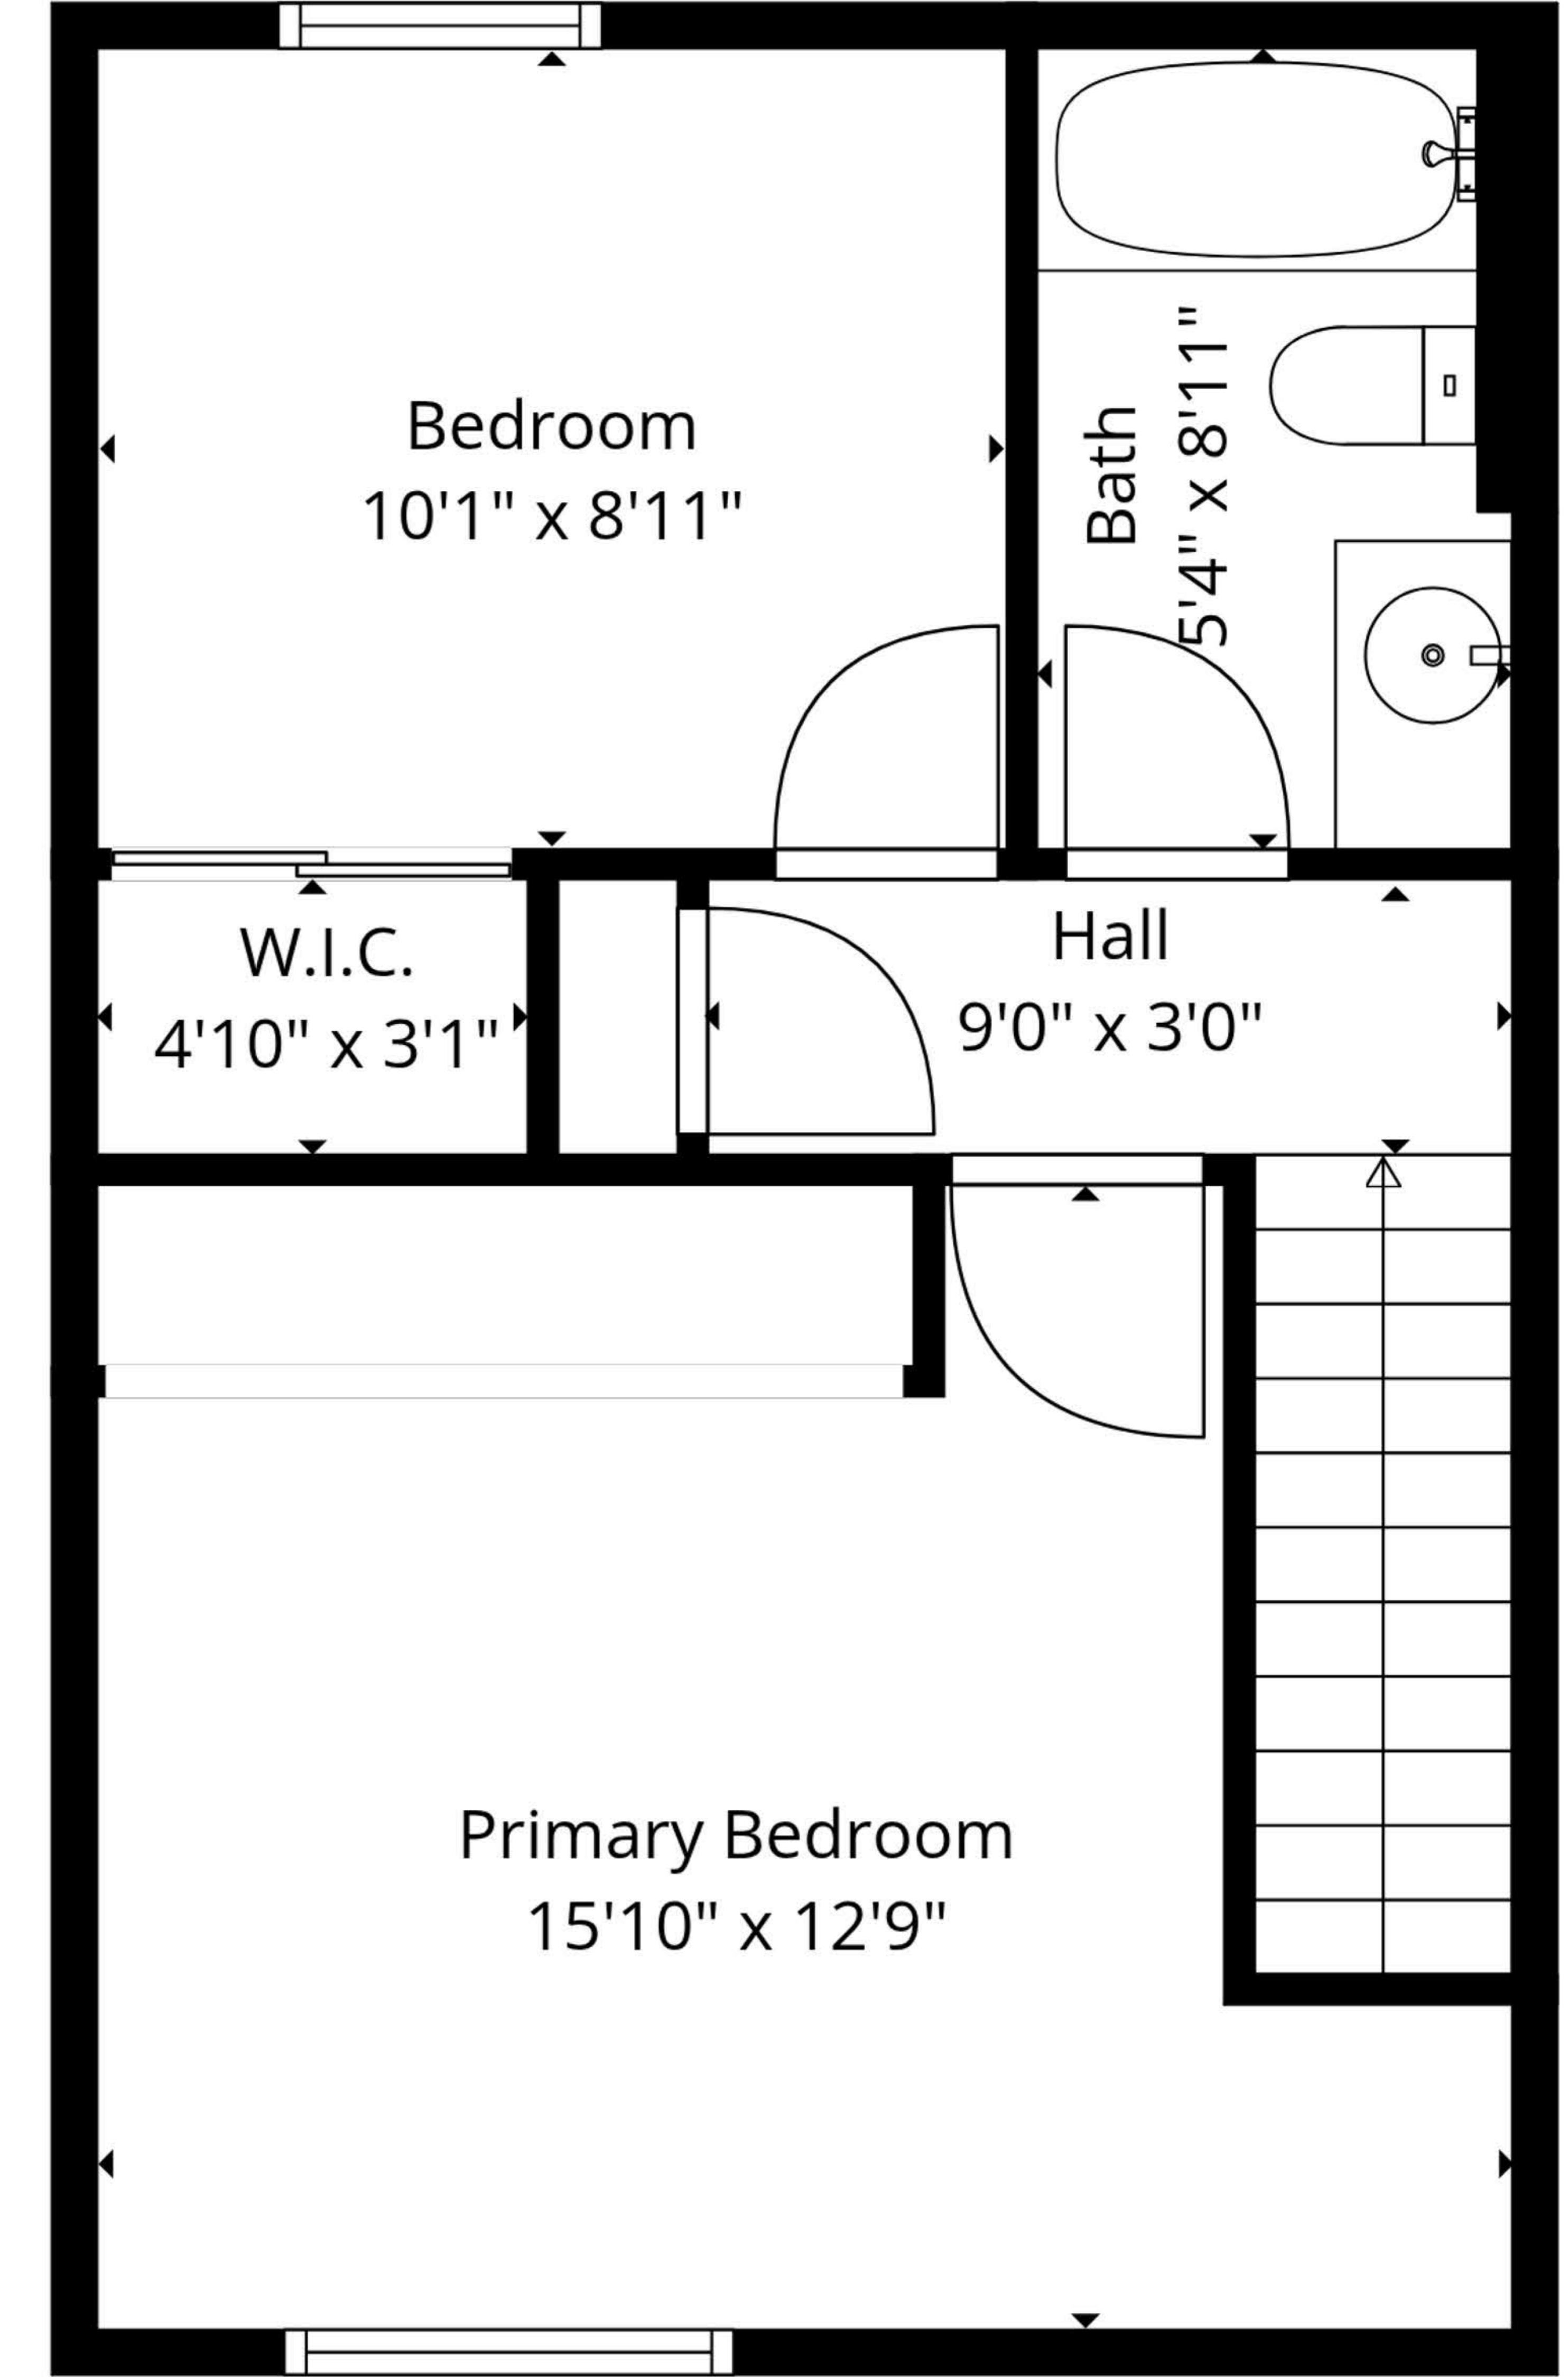 Bedroom
10'1" x 8'11"
Bath
5'4" x 8'11"
W.I.C.
4'10" x 3'1"
Hall
9'0" x 3'0"
Primary Bedroom
15'10" x 12'9"